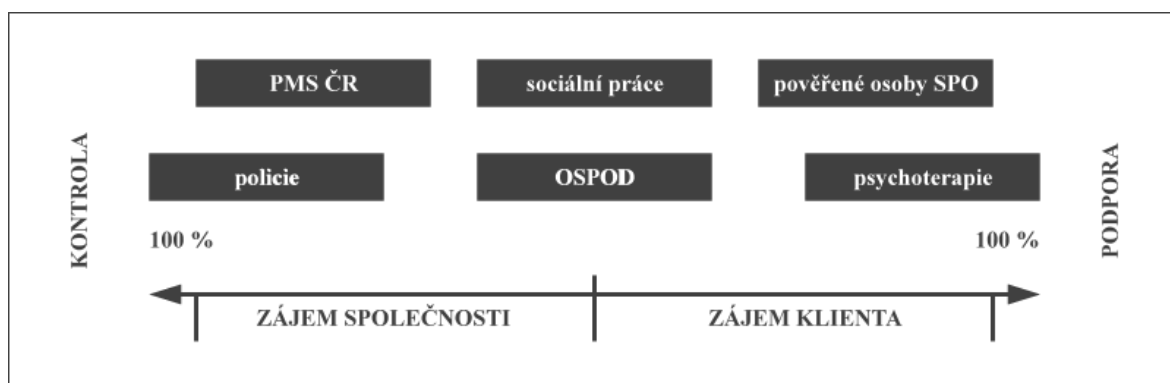 PMS ČR
sociální práce
pověřené osoby SPO
KONTROLA
policie
OSPOD
psychoterapie
PODPORA
100 %
100 %
ZÁJEM SPOLEČNOSTI
ZÁJEM KLIENTA